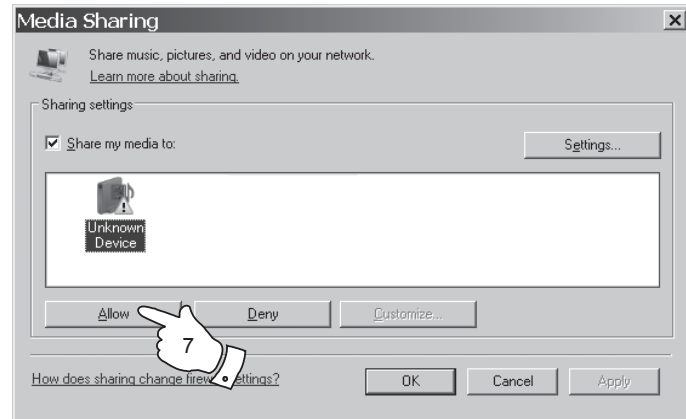 Media Sharing
Share music, pictures, and video on your network.
Learn more about sharing.
Sharing settings
Share my media to:
Settings...
Unknown
Device
Allow
Deny
Customize...
7
How does sharing change firewall settings?
OK
Cancel
Apply